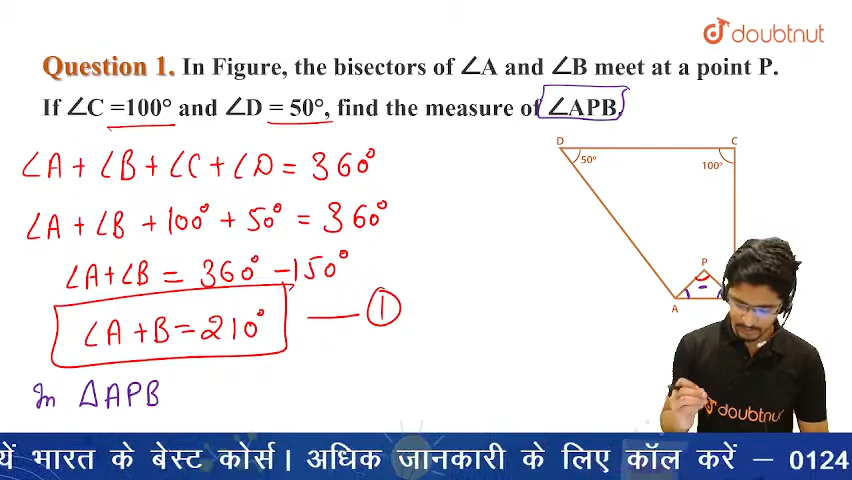 doubtnut
Question 1. In Figure, the bisectors of ∠A and ∠B meet at a point P.
If ∠C =100° and ∠D = 50°, find the measure of ∠APB.
∠A + ∠B + ∠C + ∠D = 360°
∠A + ∠B + 100° + 50° = 360°
∠A + ∠B = 360° - 150°
∠A + B = 210° — ①
In △APB
D
C
50°
100°
P
A
doubtnut
यें भारत के बेस्ट कोर्स। अधिक जानकारी के लिए कॉल करें – 0124